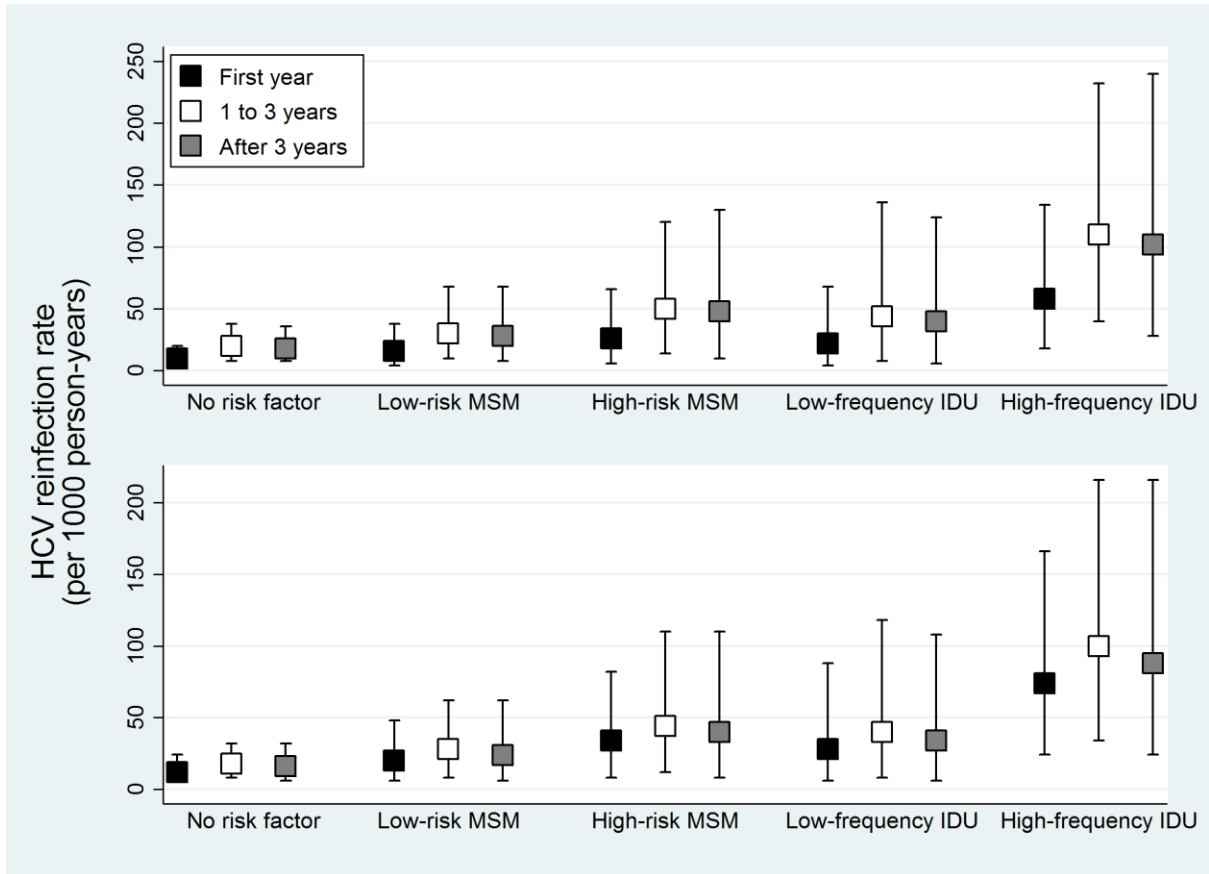 HCV reinfection rate
(per 1000 person-years)
250
200
150
100
50
0
First year
1 to 3 years
After 3 years
No risk factor
Low-risk MSM
High-risk MSM
Low-frequency IDU
High-frequency IDU
200
150
100
50
0
No risk factor
Low-risk MSM
High-risk MSM
Low-frequency IDU
High-frequency IDU